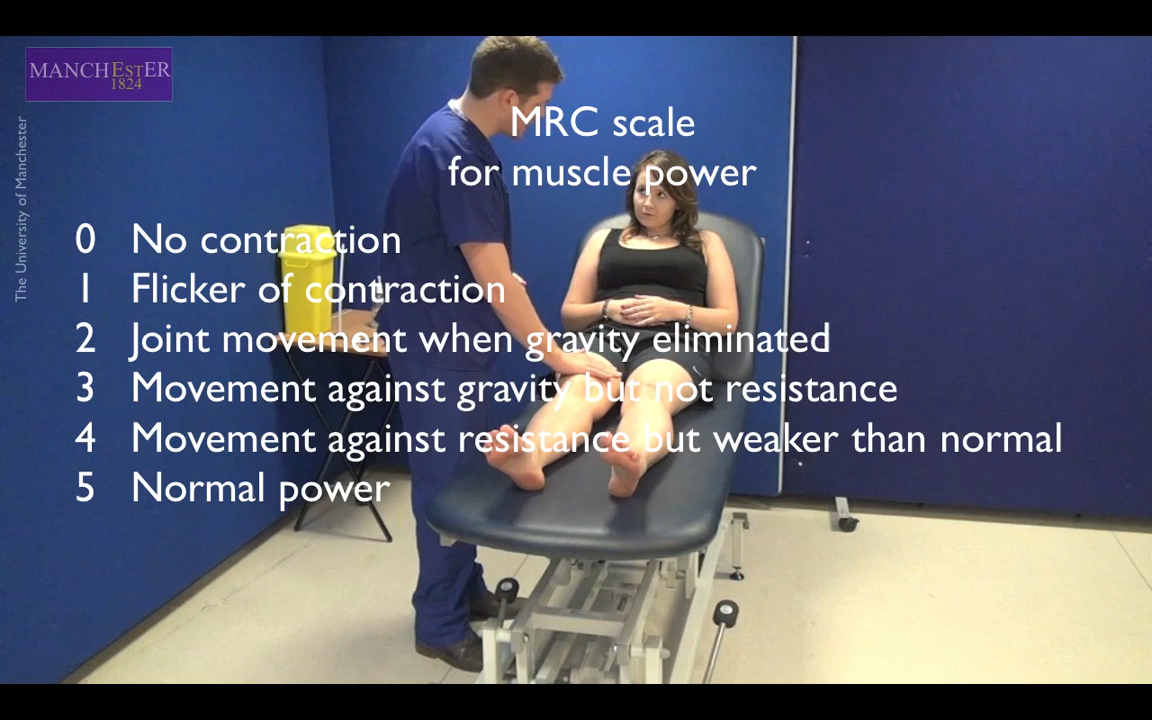 MANCHESTER
1824
The University of Manchester
MRC scale
for muscle power
0 No contraction
1 Flicker of contraction
2 Joint movement when gravity eliminated
3 Movement against gravity but not resistance
4 Movement against resistance but weaker than normal
5 Normal power